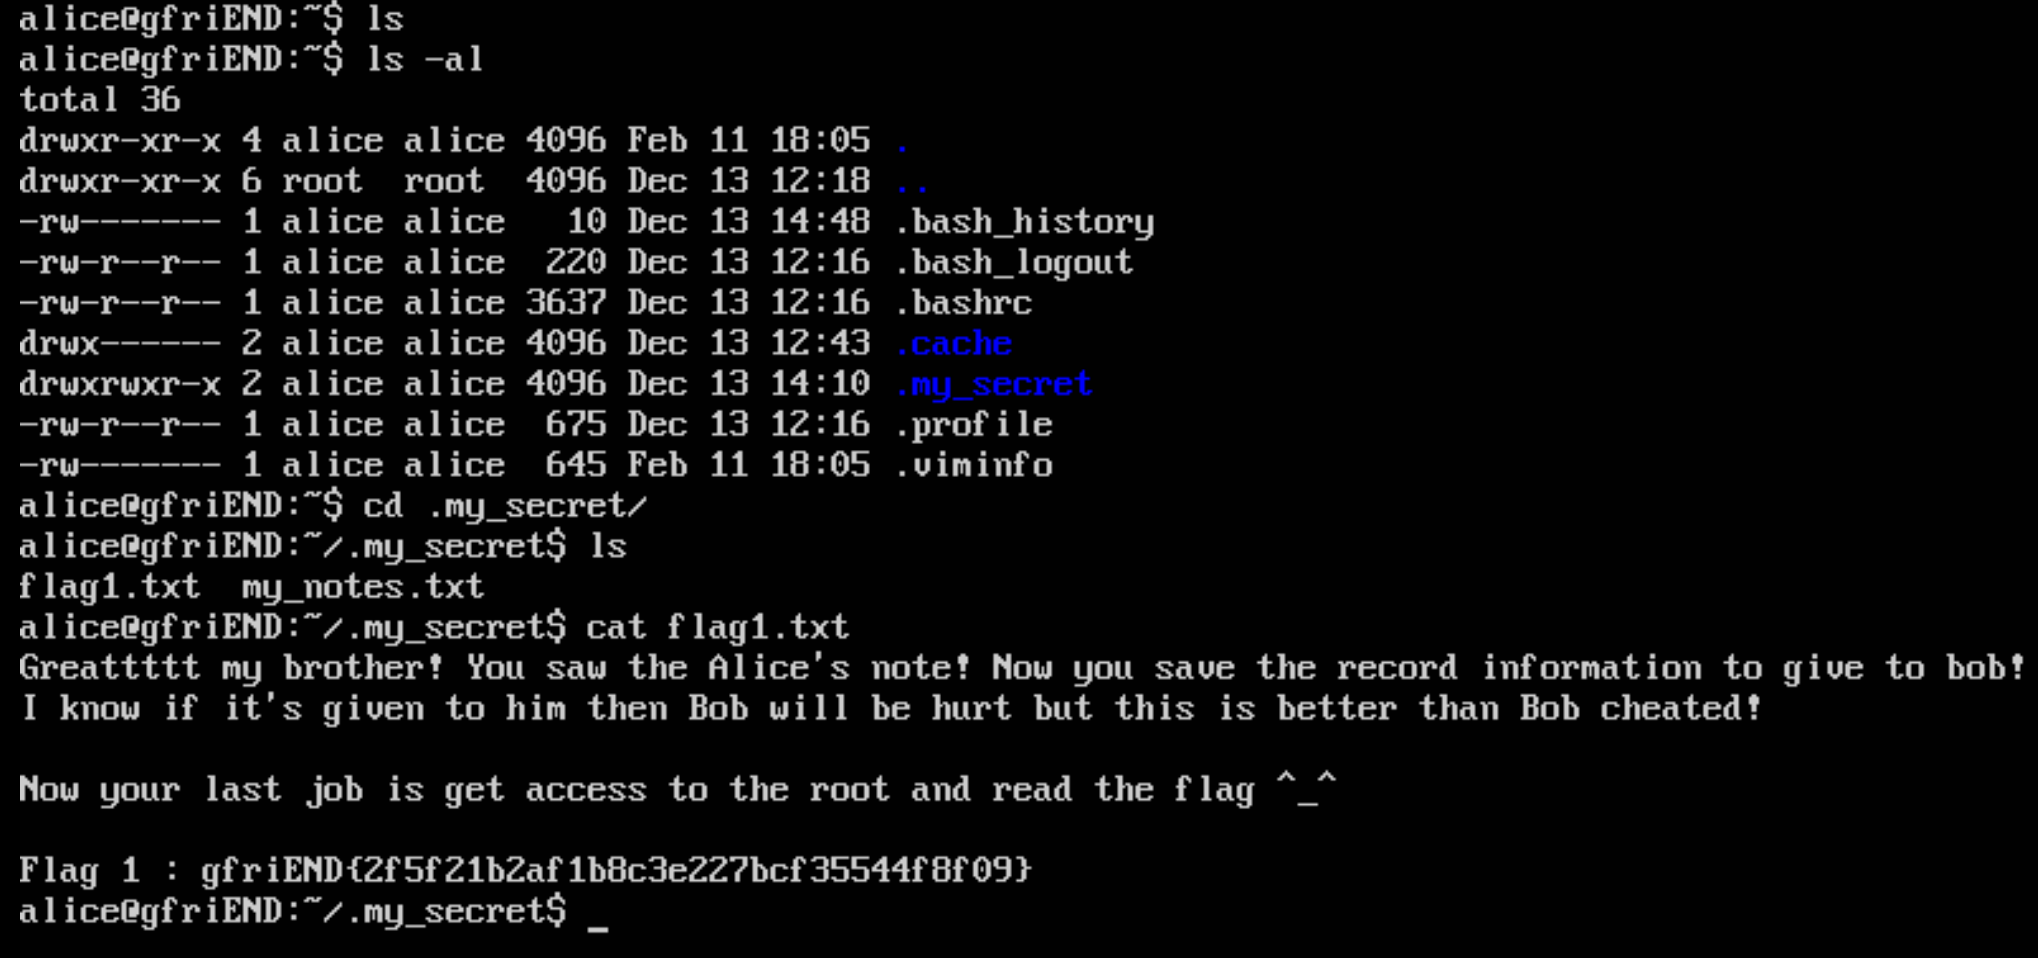 alice@gfriEND:~$ ls
alice@gfriEND:~$ ls -al
total 36
drwxr-xr-x 4 alice alice 4096 Feb 11 18:05 .
drwxr-xr-x 6 root  root  4096 Dec 13 12:18 ..
-rw------- 1 alice alice   10 Dec 13 14:48 .bash_history
-rw-r--r-- 1 alice alice  220 Dec 13 12:16 .bash_logout
-rw-r--r-- 1 alice alice 3637 Dec 13 12:16 .bashrc
drwx------ 2 alice alice 4096 Dec 13 12:43 .cache
drwxrwxr-x 2 alice alice 4096 Dec 13 14:10 .my_secret
-rw-r--r-- 1 alice alice  675 Dec 13 12:16 .profile
-rw------- 1 alice alice  645 Feb 11 18:05 .viminfo
alice@gfriEND:~$ cd .my_secret/
alice@gfriEND:~/.my_secret$ ls
flag1.txt  my_notes.txt
alice@gfriEND:~/.my_secret$ cat flag1.txt
Greattttt my brother! You saw the Alice's note! Now you save the record information to give to bob!
I know if it's given to him then Bob will be hurt but this is better than Bob cheated!
Now your last job is get access to the root and read the flag ^_^
Flag 1 : gfriEND{2f5f21b2af1b8c3e227bcf35544f8f09}
alice@gfriEND:~/.my_secret$ _